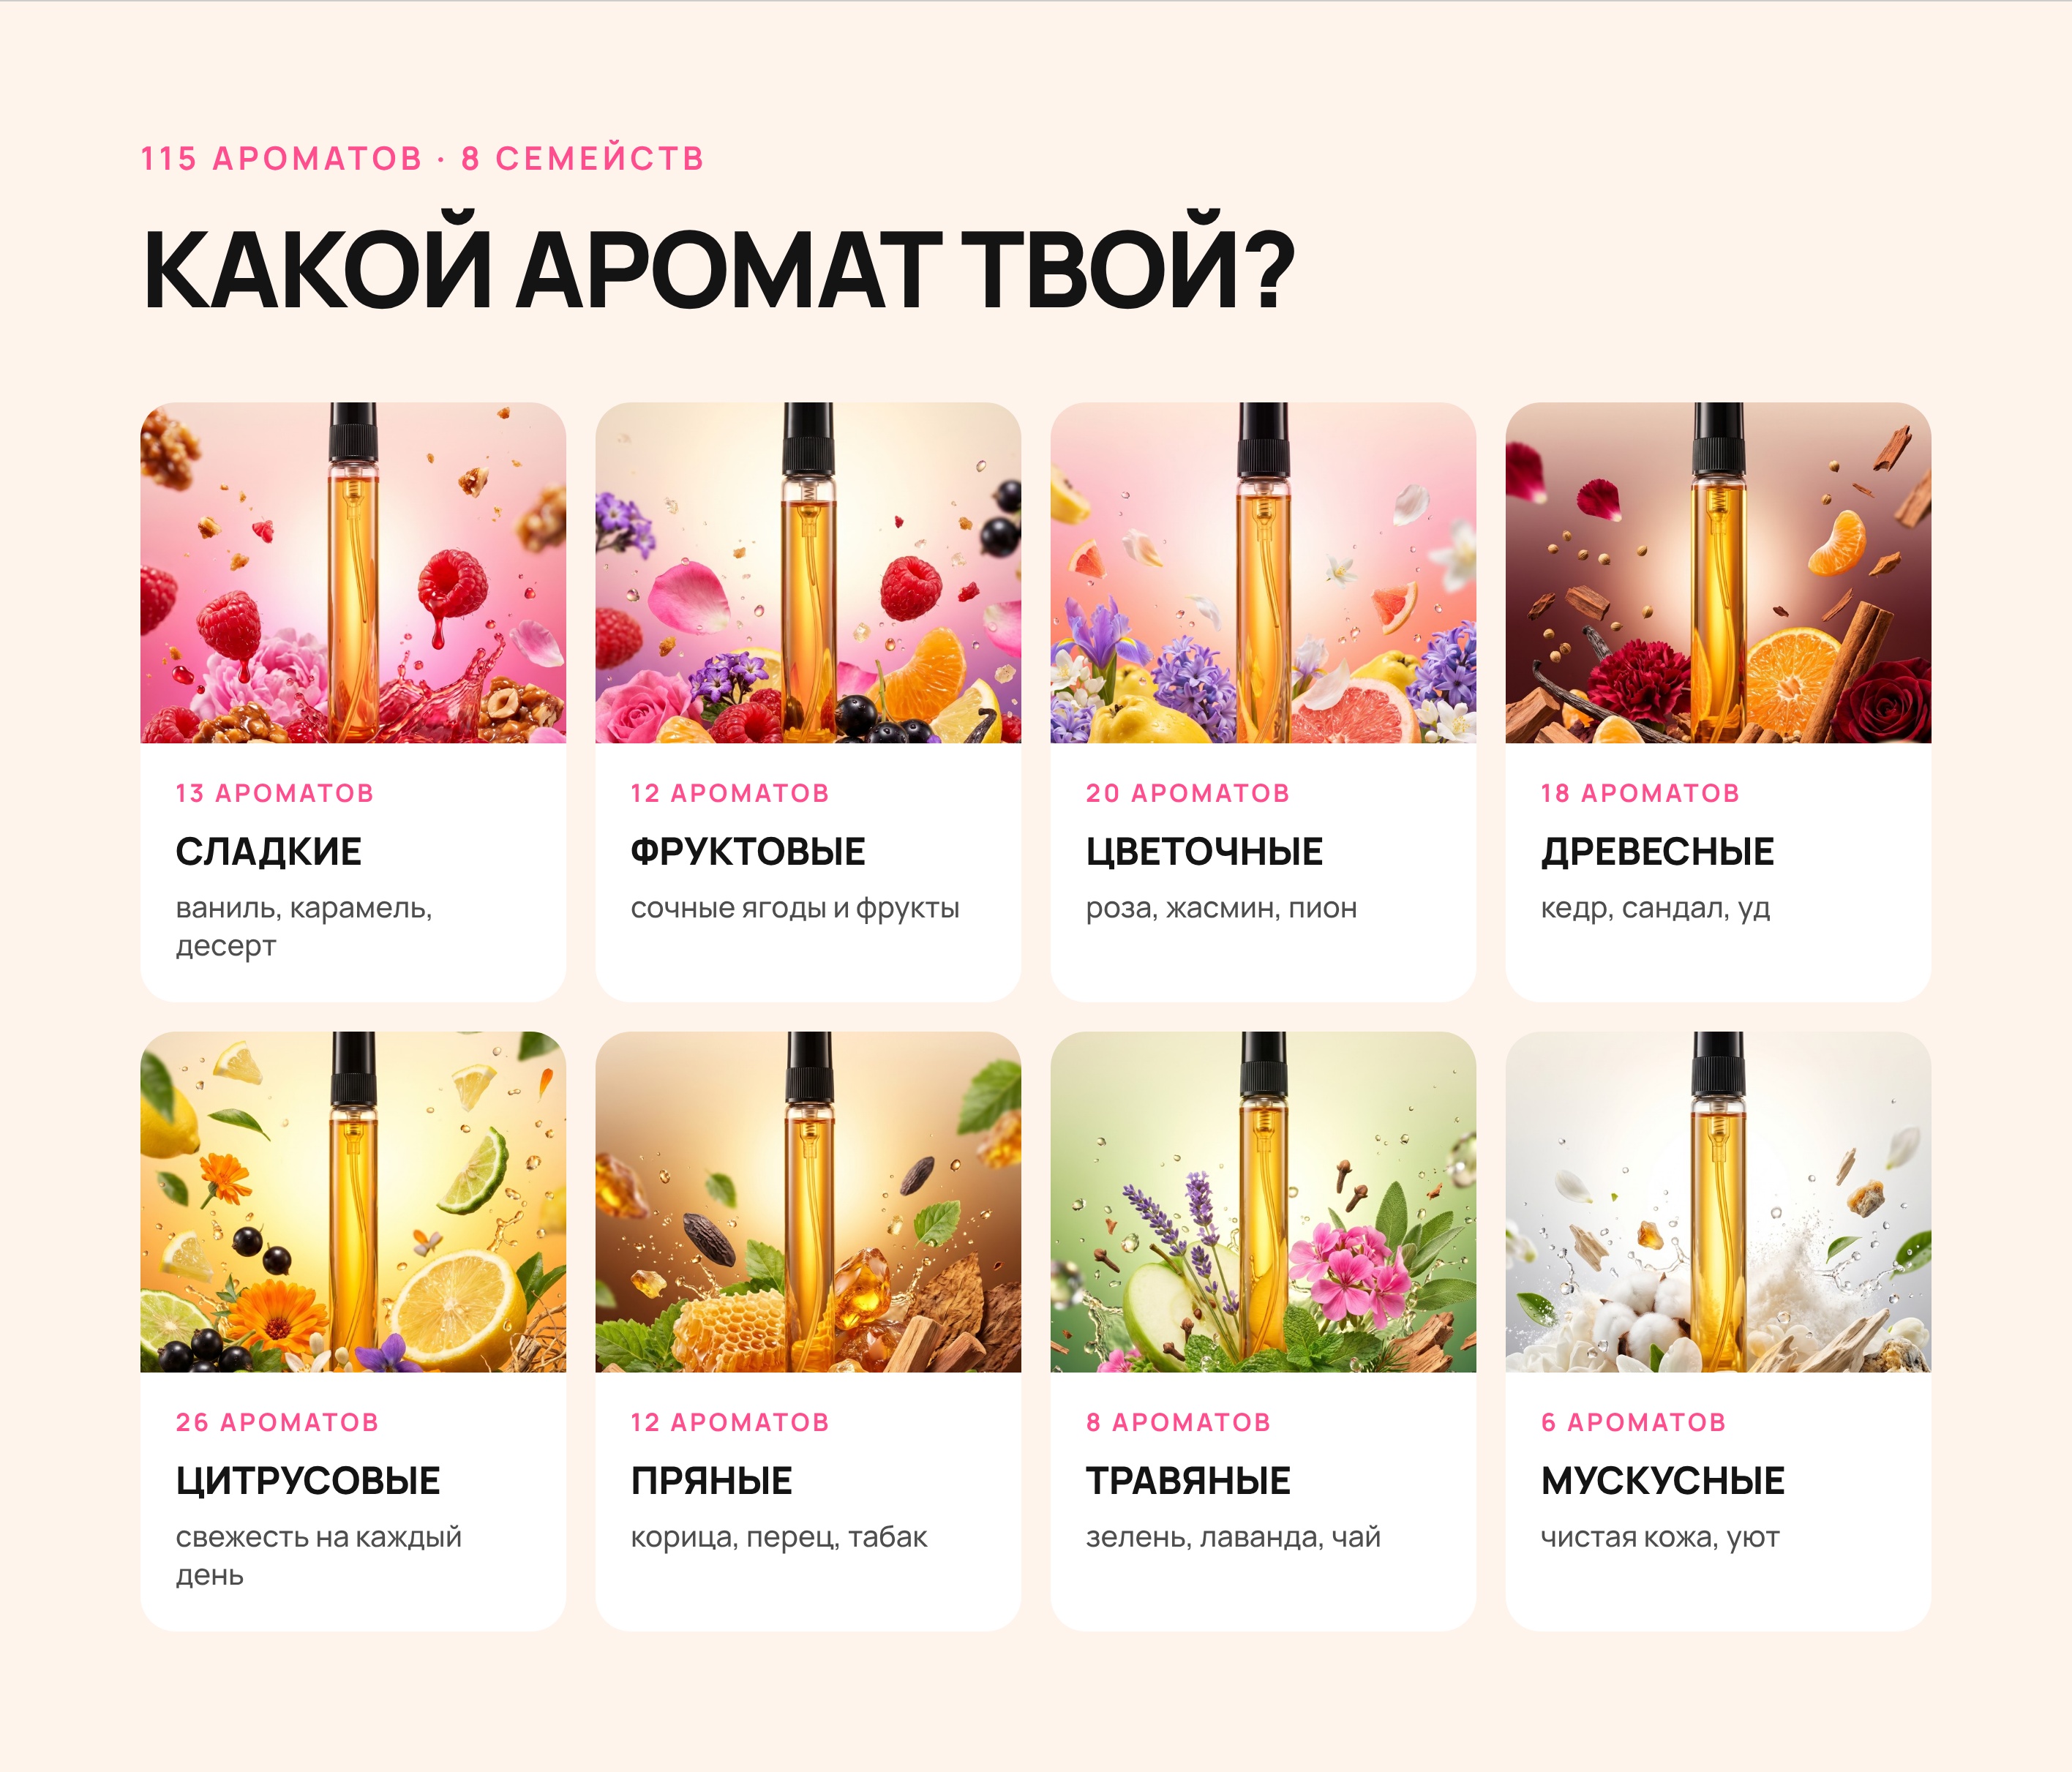 115 АРОМАТОВ · 8 СЕМЕЙСТВ
КАКОЙ АРОМАТ ТВОЙ?
13 АРОМАТОВ
СЛАДКИЕ
ваниль, карамель,
десерт
12 АРОМАТОВ
ФРУКТОВЫЕ
сочные ягоды и фрукты
20 АРОМАТОВ
ЦВЕТОЧНЫЕ
роза, жасмин, пион
18 АРОМАТОВ
ДРЕВЕСНЫЕ
кедр, сандал, уд
26 АРОМАТОВ
ЦИТРУСОВЫЕ
свежесть на каждый
день
12 АРОМАТОВ
ПРЯНЫЕ
корица, перец, табак
8 АРОМАТОВ
ТРАВЯНЫЕ
зелень, лаванда, чай
6 АРОМАТОВ
МУСКУСНЫЕ
чистая кожа, уют